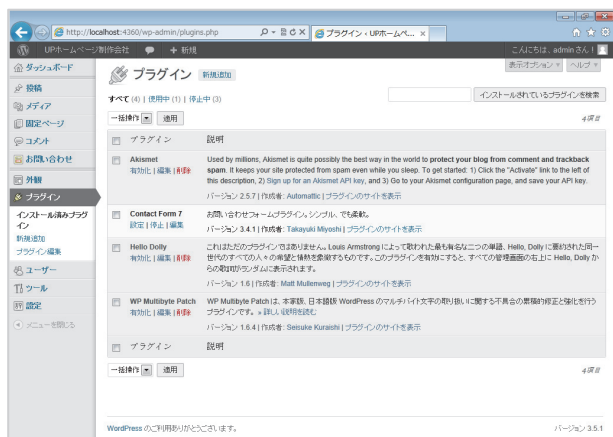 http://localhost:4360/wp-admin/plugins.php
プラグイン ‹ UPホームペ...
UPホームページ制作会社
+ 新規
こんにちは、admin さん !
ダッシュボード
投稿
メディア
固定ページ
コメント
お問い合わせ
外観
プラグイン
インストール済みプラグ
イン
新規追加
プラグイン編集
ユーザー
ツール
設定
メニューを閉じる
表示オプション
ヘルプ
プラグイン 新規追加
すべて (4) | 使用中 (1) | 停止中 (3)
インストールされているプラグインを検索
一括操作 適用
4項目
プラグイン 説明
Akismet
有効化 | 編集 | 削除
Used by millions, Akismet is quite possibly the best way in the world to protect your blog from comment and trackback
spam. It keeps your site protected from spam even while you sleep. To get started: 1) Click the "Activate" link to the left of
this description, 2) Sign up for an Akismet API key, and 3) Go to your Akismet configuration page, and save your API key.
バージョン 2.5.7 | 作成者: Automattic | プラグインのサイトを表示
Contact Form 7
設定 | 停止 | 編集
お問い合わせフォームプラグイン。シンプル、でも柔軟。
バージョン 3.4.1 | 作成者: Takayuki Miyoshi | プラグインのサイトを表示
Hello Dolly
有効化 | 編集 | 削除
これはただのプラグインではありません。Louis Armstrong によって歌われた最も有名な二つの単語、Hello, Dolly に要約された同一
世代のすべての人々の希望と情熱を象徴するものです。このプラグインを有効にすると、すべての管理画面の右上に Hello, Dolly か
らの歌詞がランダムに表示されます。
バージョン 1.6 | 作成者: Matt Mullenweg | プラグインのサイトを表示
WP Multibyte Patch
有効化 | 編集 | 削除
WP Multibyte Patch は、本家版、日本語版 WordPress のマルチバイト文字の取り扱いに関する不具合の累積的修正と強化を行う
プラグインです。 » 詳しい説明を読む
バージョン 1.6.4 | 作成者: Seisuke Kuraishi | プラグインのサイトを表示
プラグイン 説明
一括操作 適用
4項目
WordPress のご利用ありがとうございます。
バージョン 3.5.1